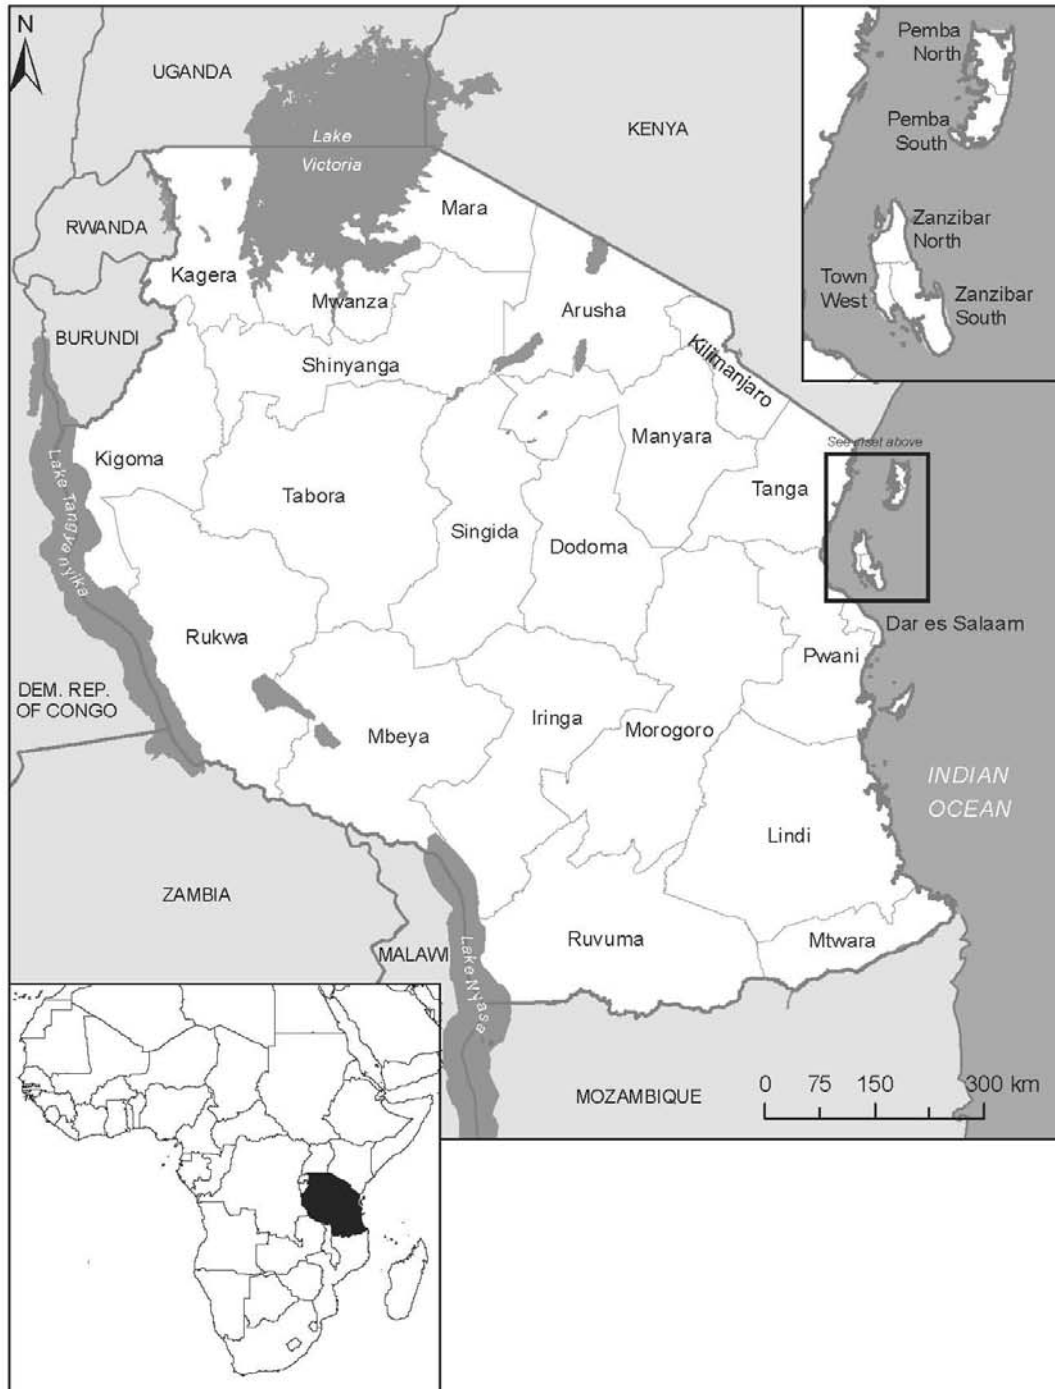 N
UGANDA
Lake
Victoria
KENYA
Pemba
North
Pemba
South
Zanzibar
North
Town
West
Zanzibar
South
RWANDA
Mara
Kagera
Mwanza
Arusha
BURUNDI
Shinyanga
Kilimanjaro
Manyara
See inset above
Kigoma
Lake Tangya nyika
Tabora
Tanga
Singida
Dodoma
Rukwa
Dar es Salaam
Pwani
DEM. REP.
OF CONGO
Mbeya
Iringa
Morogoro
INDIAN
OCEAN
Lindi
ZAMBIA
Ruvuma
Mtwara
MALAWI
Lake Nyasa
MOZAMBIQUE
0 75 150 300 km